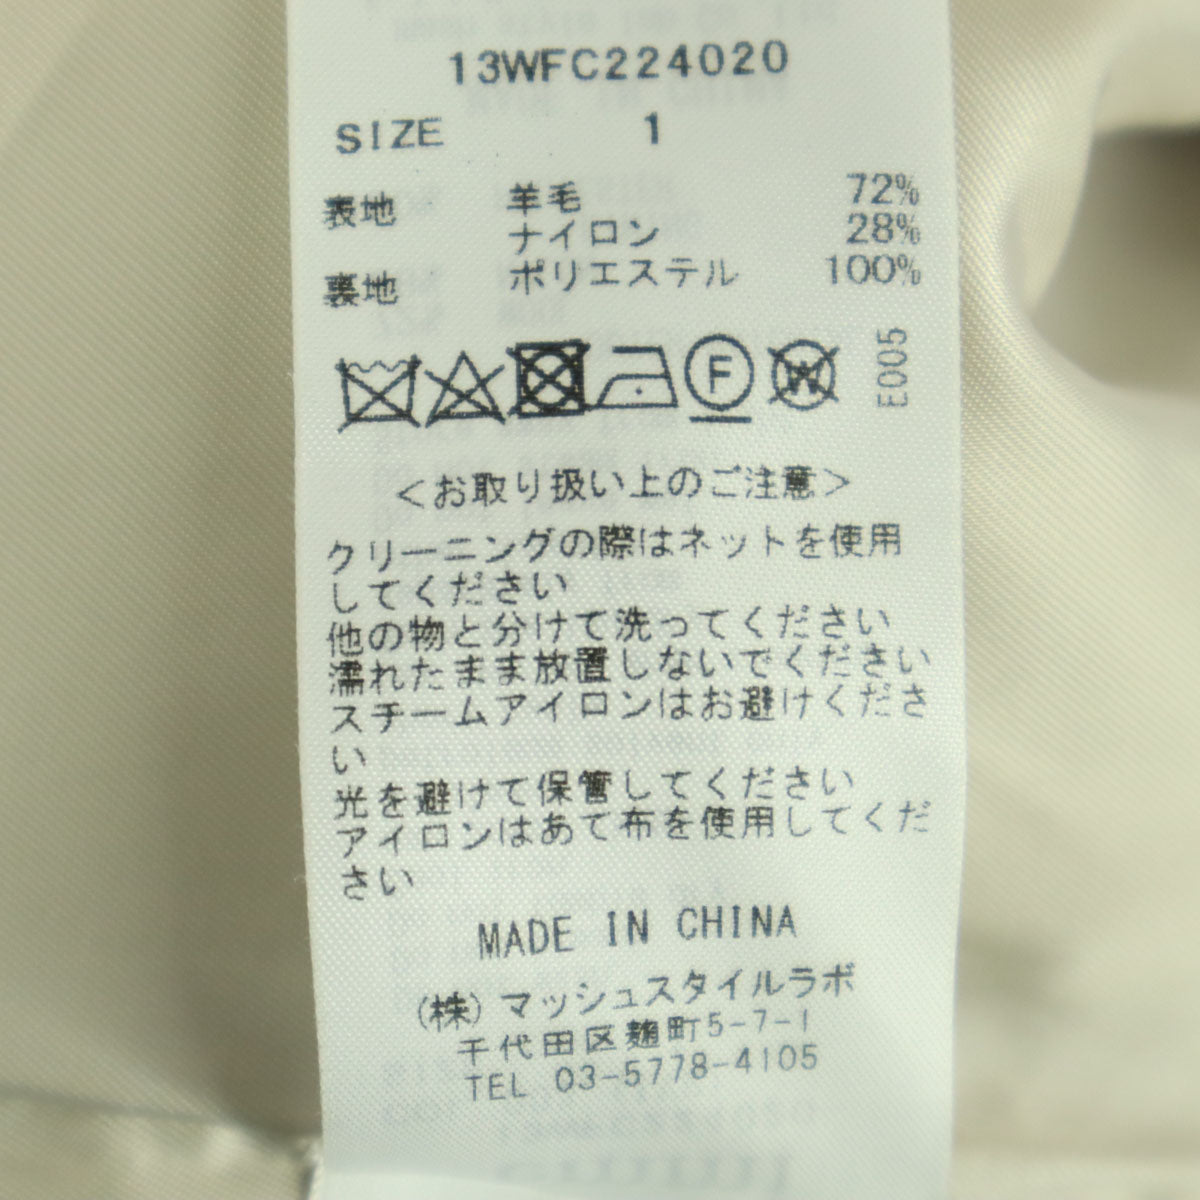 13WFC224020
SIZE 1
表地 羊毛 72%
ナイロン 28%
裏地 ポリエステル 100%
F W E005
<お取り扱い上のご注意>
クリーニングの際はネットを使用
してください
他の物と分けて洗ってください
濡れたまま放置しないでください
スチームアイロンはお避けくださ
い
光を避けて保管してください
アイロンはあて布を使用してくだ
さい
MADE IN CHINA
(株)マッシュスタイルラボ
千代田区麹町5-7-1
TEL 03-5778-4105